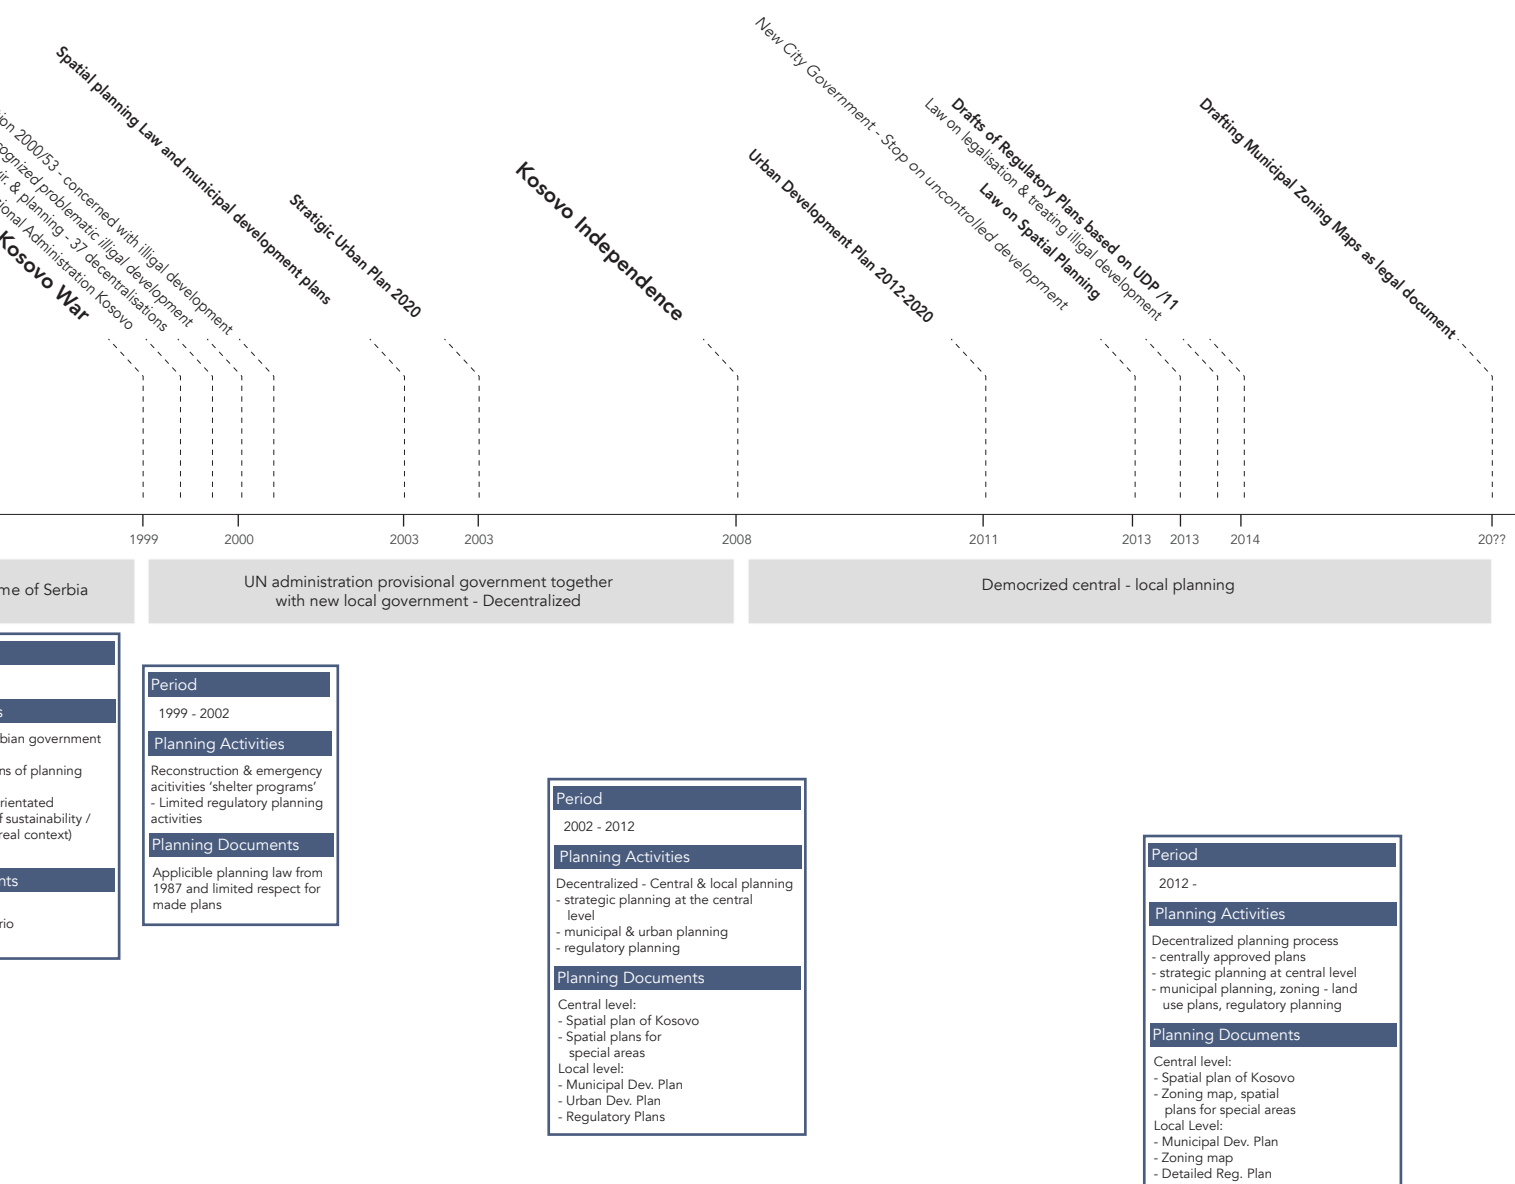 ion 2000/53 - concerned with illigal development
cognized problematic illigal development
vir. & planning - 37 decentralisations
sional Administration Kosovo
Kosovo War
Spatial planning Law and municipal development plans
Stratigic Urban Plan 2020
Kosovo Independence
Urban Development Plan 2012-2020
New City Government - Stop on uncontrolled development
Law on Spatial Planning
Law on legalisation & treating illigal development
Drafts of Regulatory Plans based on UDP /11
Drafting Municipal Zoning Maps as legal document
1999
2000
2003
2003
2008
2011
2013
2013
2014
20??
me of Serbia
UN administration provisional government together
with new local government - Decentralized
Democrized central - local planning
s
bian government
ns of planning
rientated
f sustainability /
real context)
nts
rio
Period
1999 - 2002
Planning Activities
Reconstruction & emergency
acitivities ‘shelter programs’
- Limited regulatory planning
activities
Planning Documents
Applicible planning law from
1987 and limited respect for
made plans
Period
2002 - 2012
Planning Activities
Decentralized - Central & local planning
- strategic planning at the central
level
- municipal & urban planning
- regulatory planning
Planning Documents
Central level:
- Spatial plan of Kosovo
- Spatial plans for
special areas
Local level:
- Municipal Dev. Plan
- Urban Dev. Plan
- Regulatory Plans
Period
2012 -
Planning Activities
Decentralized planning process
- centrally approved plans
- strategic planning at central level
- municipal planning, zoning - land
use plans, regulatory planning
Planning Documents
Central level:
- Spatial plan of Kosovo
- Zoning map, spatial
plans for special areas
Local Level:
- Municipal Dev. Plan
- Zoning map
- Detailed Reg. Plan